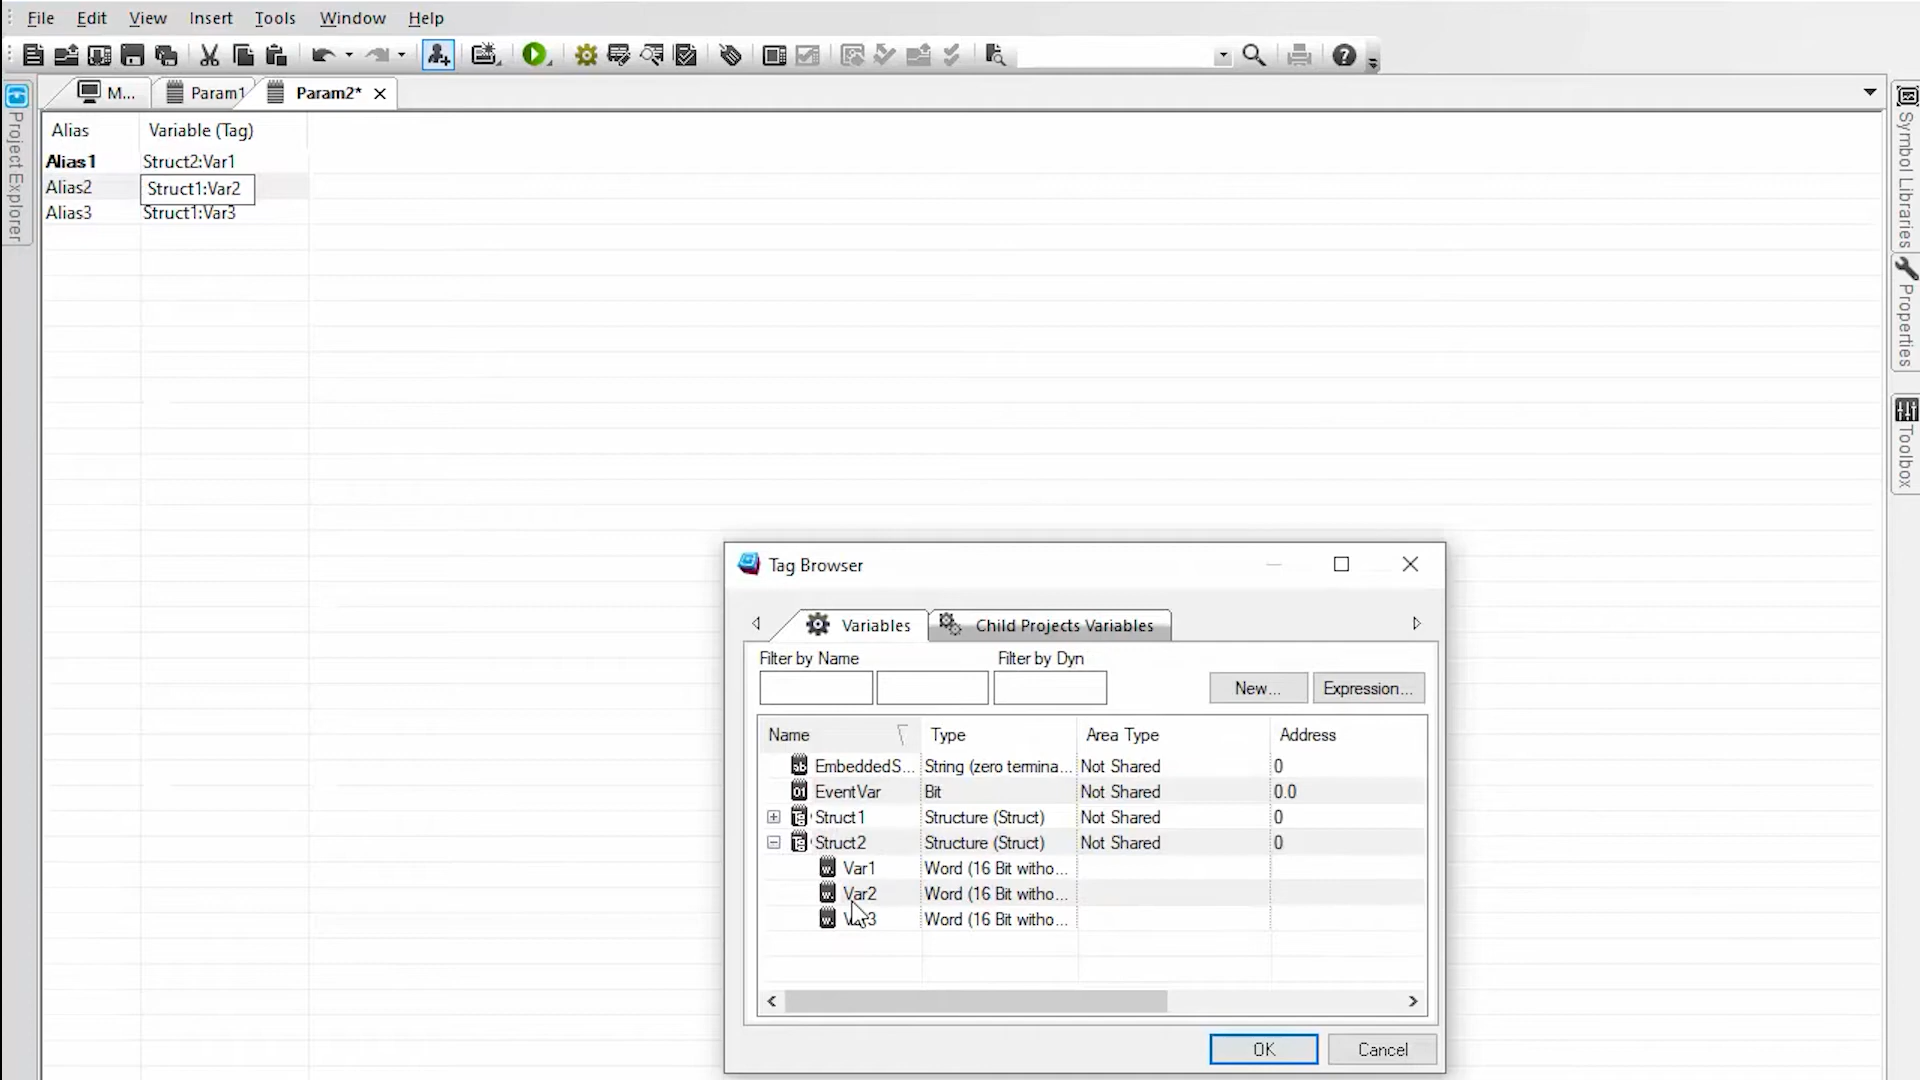 File Edit View Insert Tools Window Help
M... Param1 Param2*
Project Explorer
Alias Variable (Tag)
Alias1 Struct2:Var1
Alias2 Struct1:Var2
Alias3 Struct1:Var3
Symbol Libraries
Properties
Toolbox
Tag Browser
Variables Child Projects Variables
Filter by Name Filter by Dyn
New... Expression...
Name Type Area Type Address
EmbeddedS... String (zero termina... Not Shared 0
EventVar Bit Not Shared 0.0
Struct1 Structure (Struct) Not Shared 0
Struct2 Structure (Struct) Not Shared 0
Var1 Word (16 Bit witho...
Var2 Word (16 Bit witho...
Word (16 Bit witho...
OK Cancel